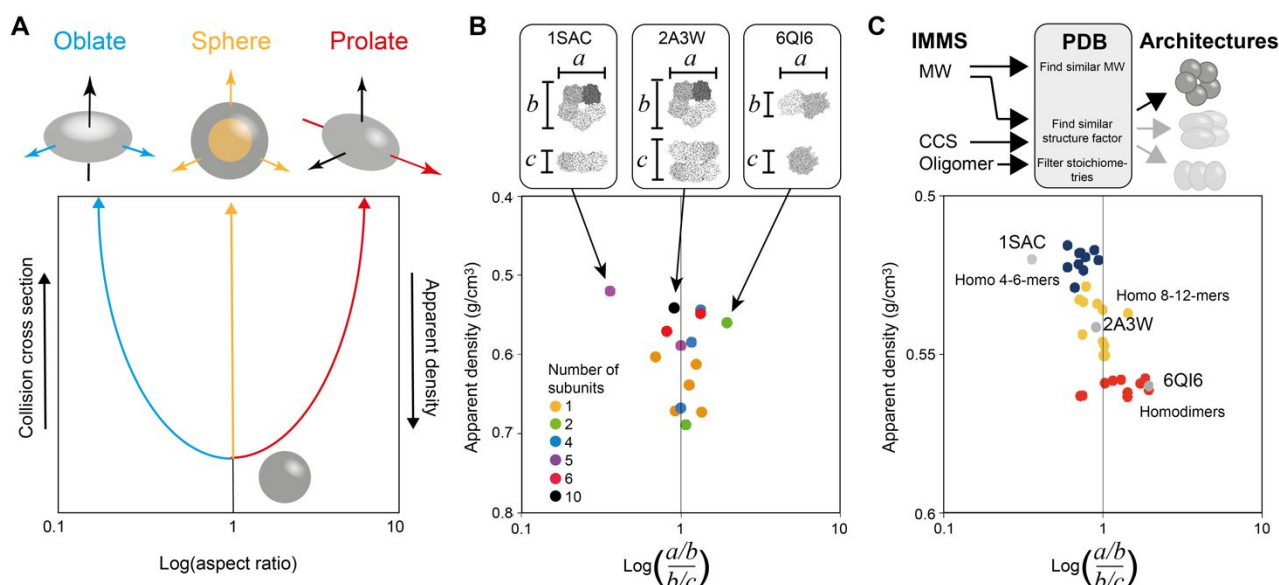 A
Oblate
Sphere
Prolate
Collision cross section
Apparent density
0.1
1
10
Log(aspect ratio)
B
1SAC
2A3W
6QI6
a
a
a
b
b
b
c
c
c
0.4
0.5
0.6
0.7
0.8
Apparent density (g/cm³)
Number of
subunits
1
2
4
5
6
10
0.1
1
10
Log(a/b
b/c)
C
IMMS
PDB
Architectures
MW
Find similar MW
CCS
Find similar
structure factor
Oligomer
Filter stoichiome-
tries
0.5
0.55
0.6
Apparent density (g/cm³)
1SAC
Homo 4-6-mers
Homo 8-12-mers
2A3W
6QI6
Homodimers
0.1
1
10
Log(a/b
b/c)